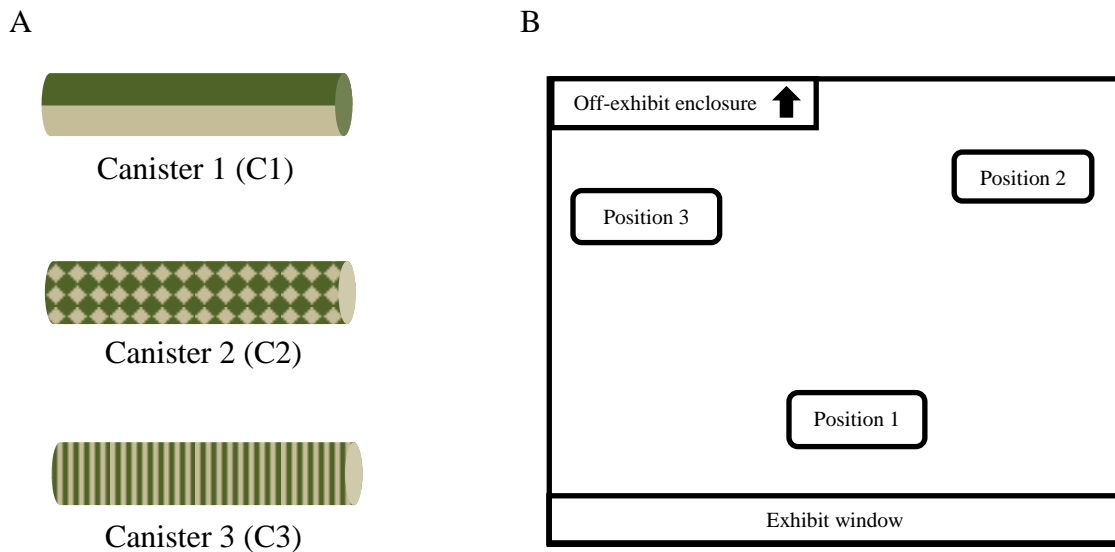 A
Canister 1 (C1)
Canister 2 (C2)
Canister 3 (C3)
B
Off-exhibit enclosure
Position 2
Position 3
Position 1
Exhibit window